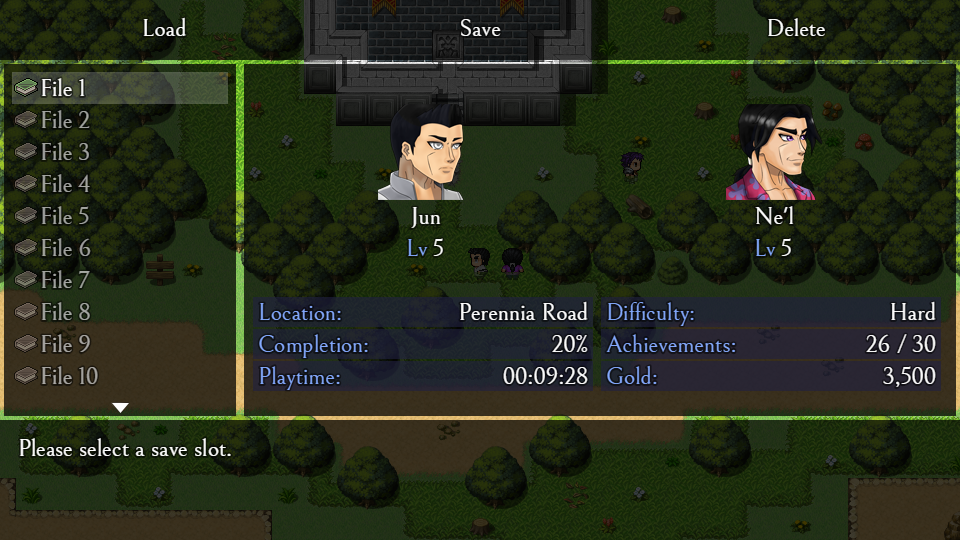 Load Save Delete
File 1
File 2
File 3
File 4
File 5
File 6
File 7
File 8
File 9
File 10
Jun
Lv 5
Ne'l
Lv 5
Location: Perennia Road
Completion: 20%
Playtime: 00:09:28
Difficulty: Hard
Achievements: 26 / 30
Gold: 3,500
Please select a save slot.